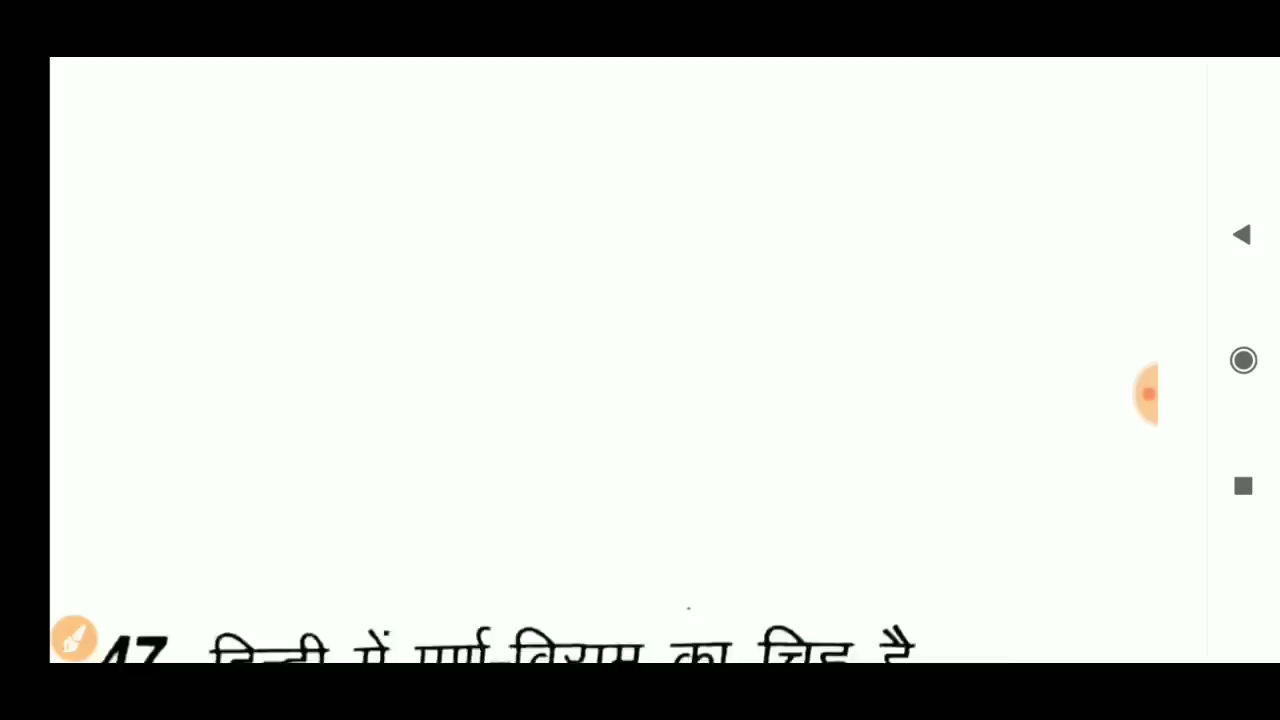 47. हिन्दी में पूर्ण-विराम का चिह्न है